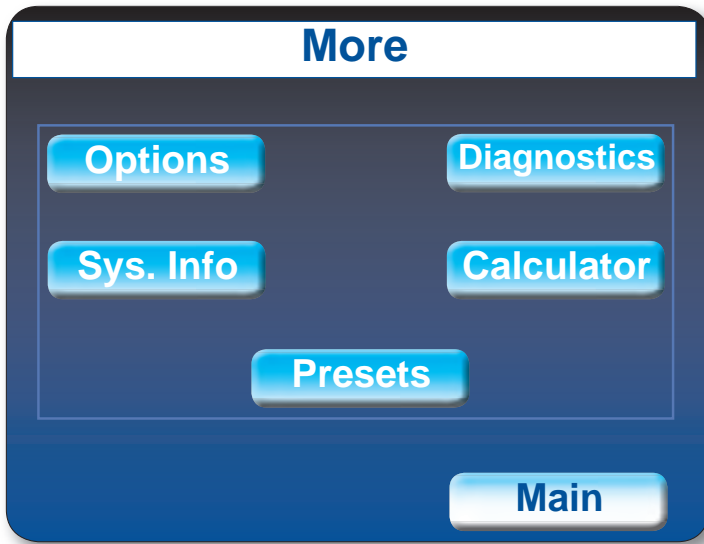 More
Options
Diagnostics
Sys. Info
Calculator
Presets
Main